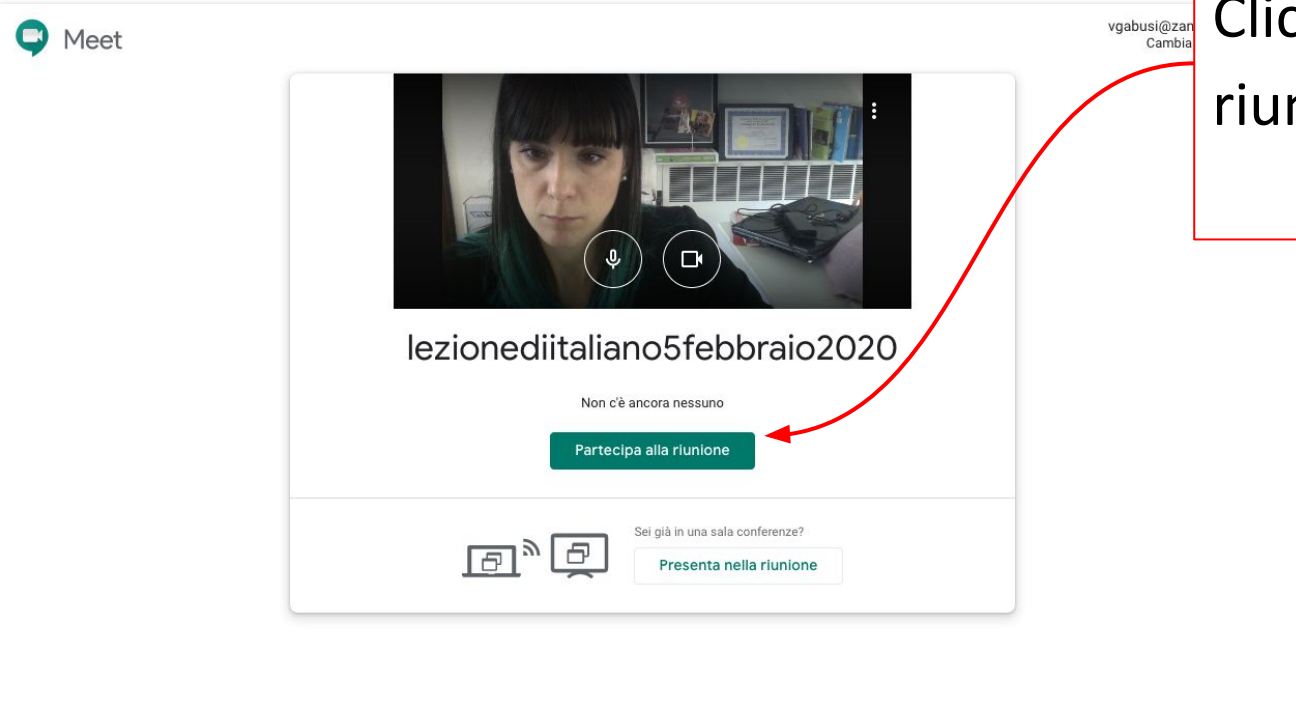 Meet
vgabusi@zan
Cambia
Clic
riun
lezionediitaliano5febbraio2020
Non c'è ancora nessuno
Partecipa alla riunione
Sei già in una sala conferenze?
Presenta nella riunione